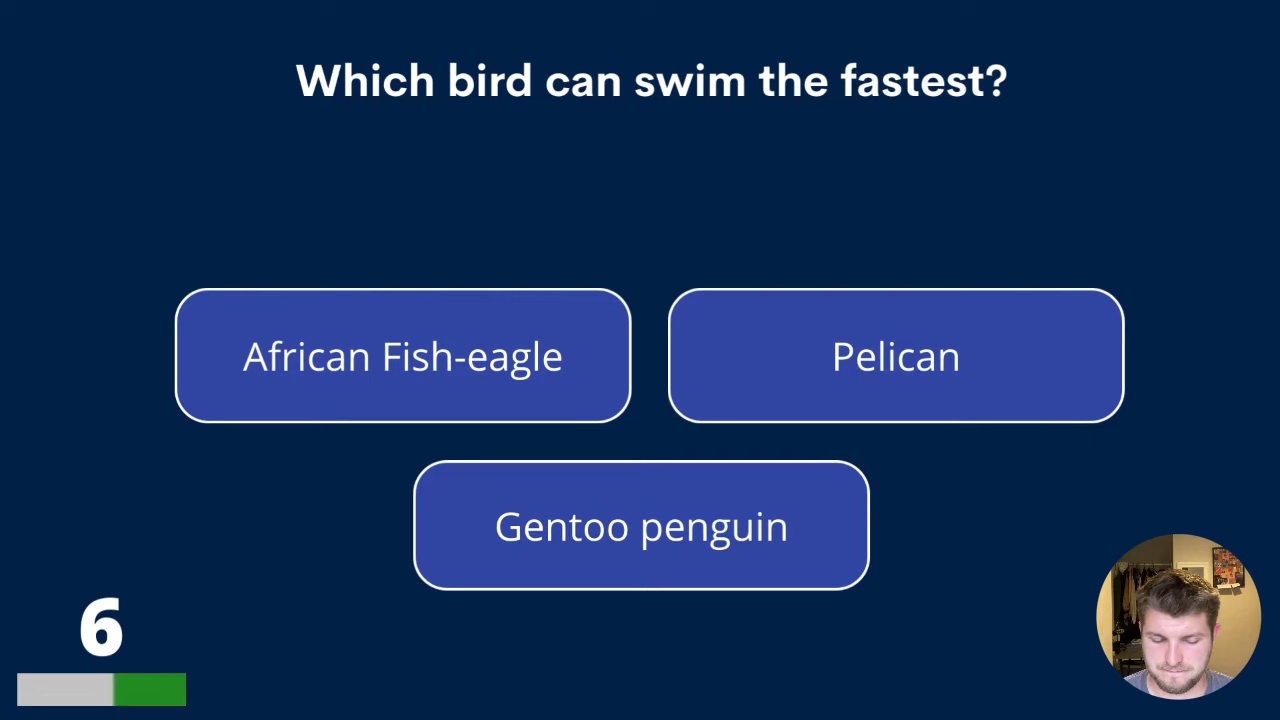 Which bird can swim the fastest?
African Fish-eagle
Pelican
Gentoo penguin
6